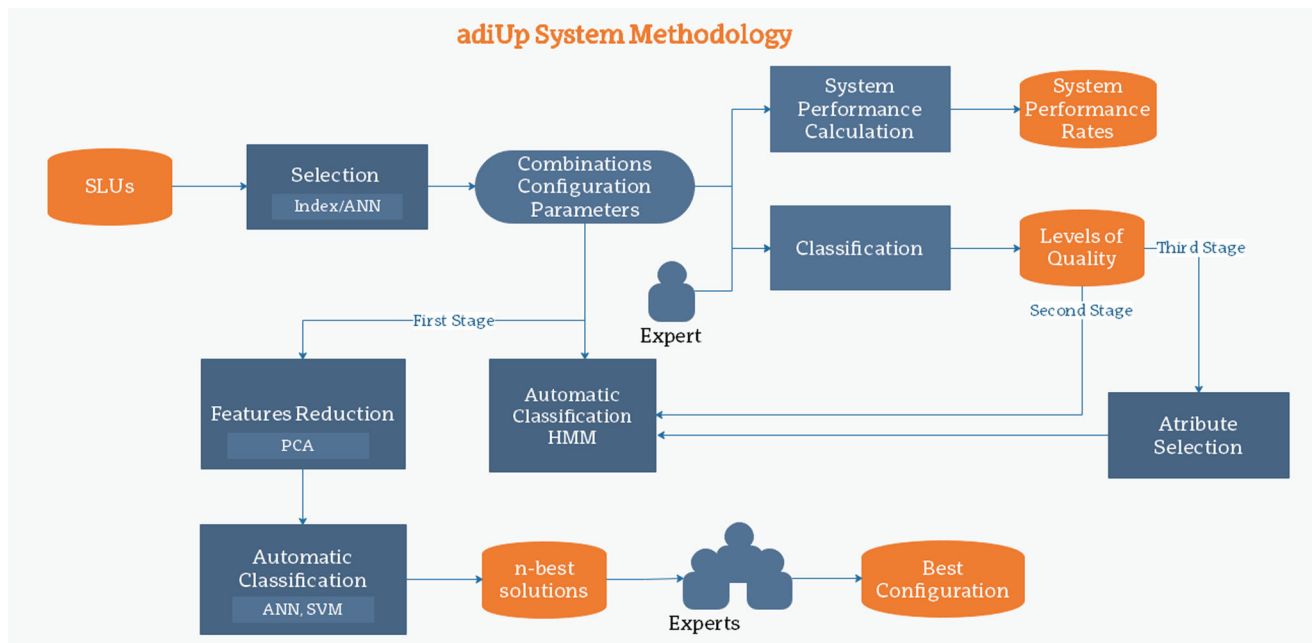 adiUp System Methodology
System
Performance
Calculation
System
Performance
Rates
SLUs
Selection
Index/ANN
Combinations
Configuration
Parameters
Classification
Levels of
Quality
Third Stage
Expert
Second Stage
First Stage
Features Reduction
PCA
Automatic
Classification
HMM
Atribute
Selection
Automatic
Classification
ANN, SVM
n-best
solutions
Experts
Best
Configuration